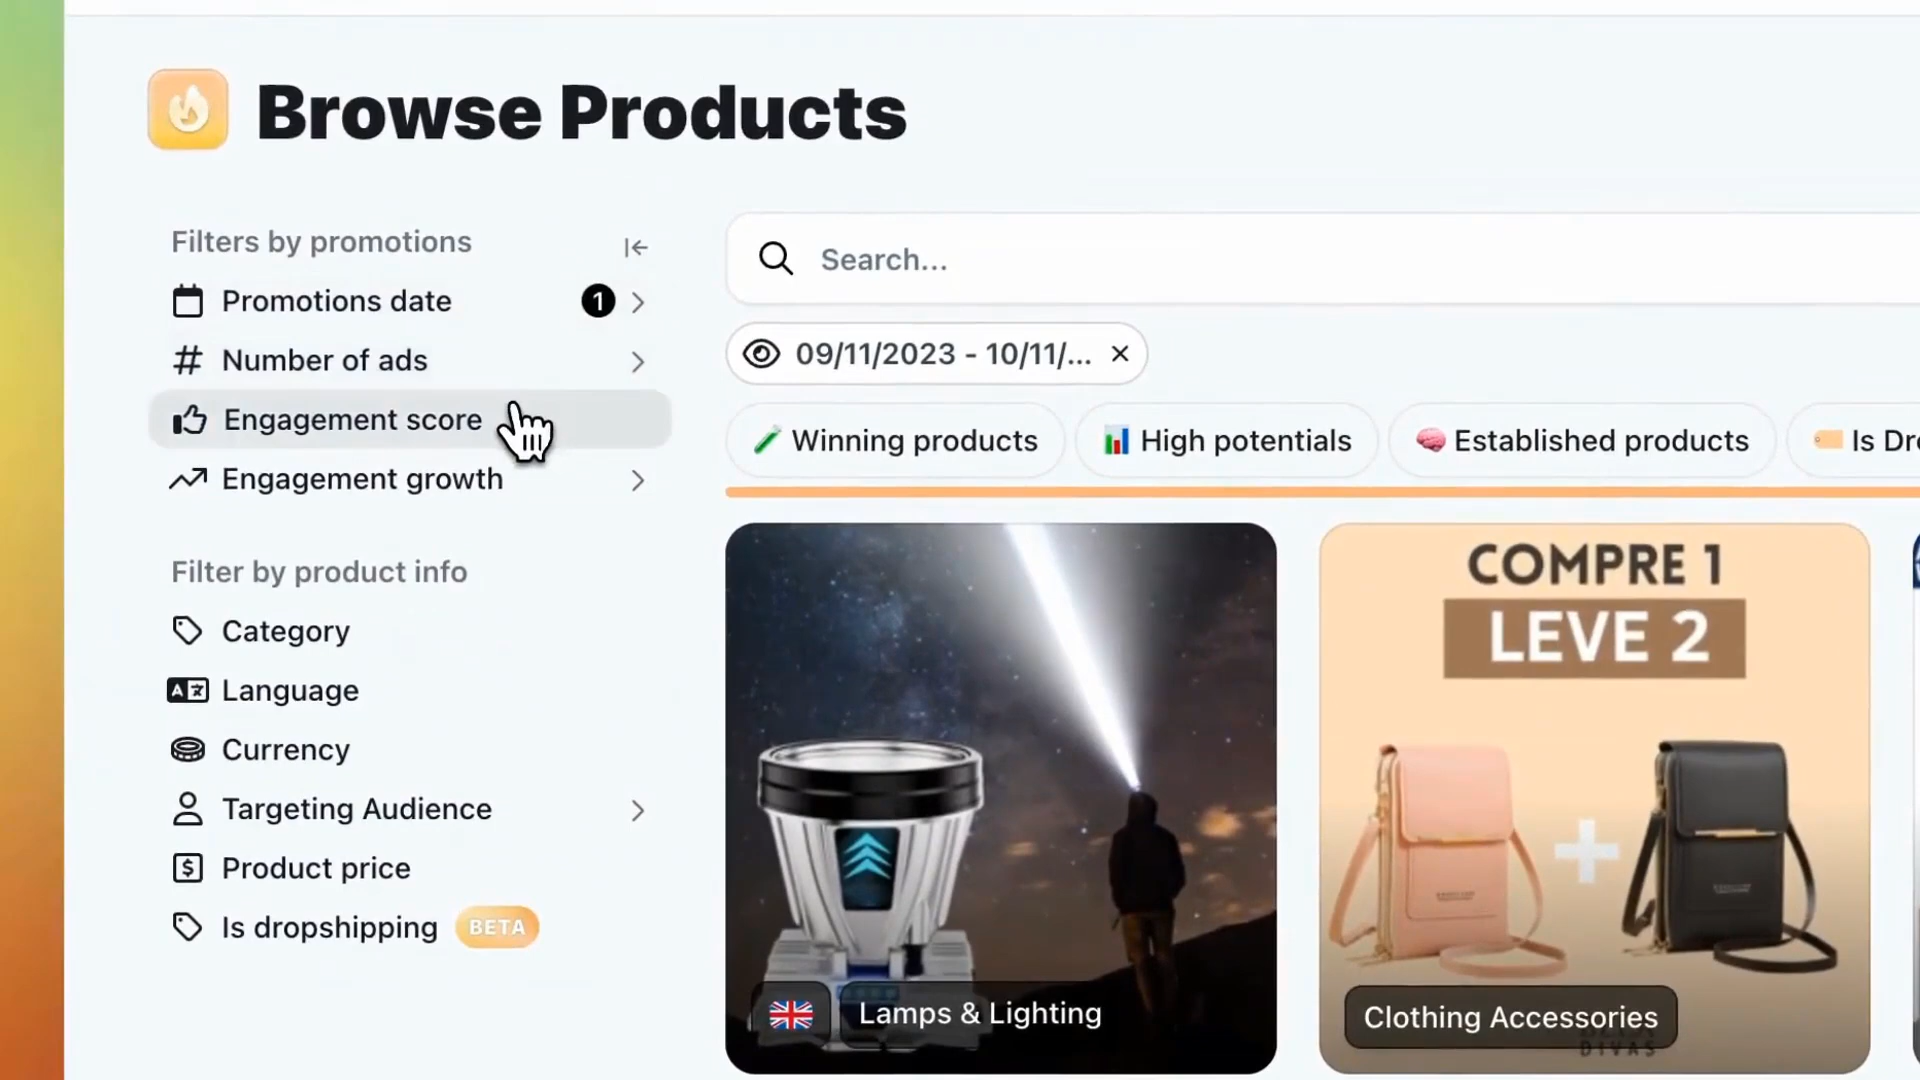 Browse Products
Filters by promotions
Promotions date 1
Number of ads
Engagement score
Engagement growth
Filter by product info
Category
Language
Currency
Targeting Audience
Product price
Is dropshipping BETA
Search...
09/11/2023 - 10/11/...
Winning products
High potentials
Established products
Is Dr
COMPRE 1
LEVE 2
Lamps & Lighting
Clothing Accessories
DIVAS